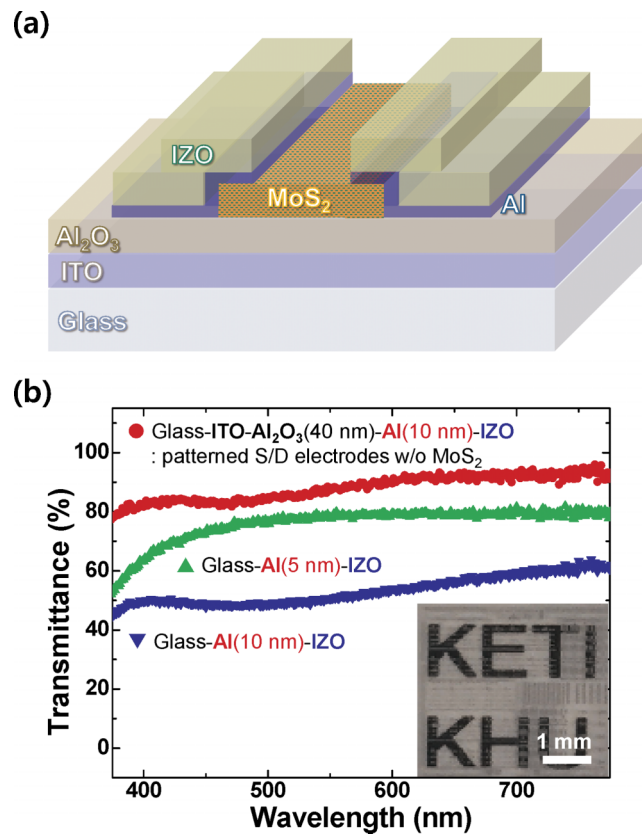 (a)
IZO
MoS₂
Al
Al₂O₃
ITO
Glass
(b)
Glass-ITO-Al₂O₃(40 nm)-Al(10 nm)-IZO
: patterned S/D electrodes w/o MoS₂
Glass-Al(5 nm)-IZO
Glass-Al(10 nm)-IZO
KETI
KHU
1 mm
100
80
60
40
20
0
Transmittance (%)
400 500 600 700
Wavelength (nm)